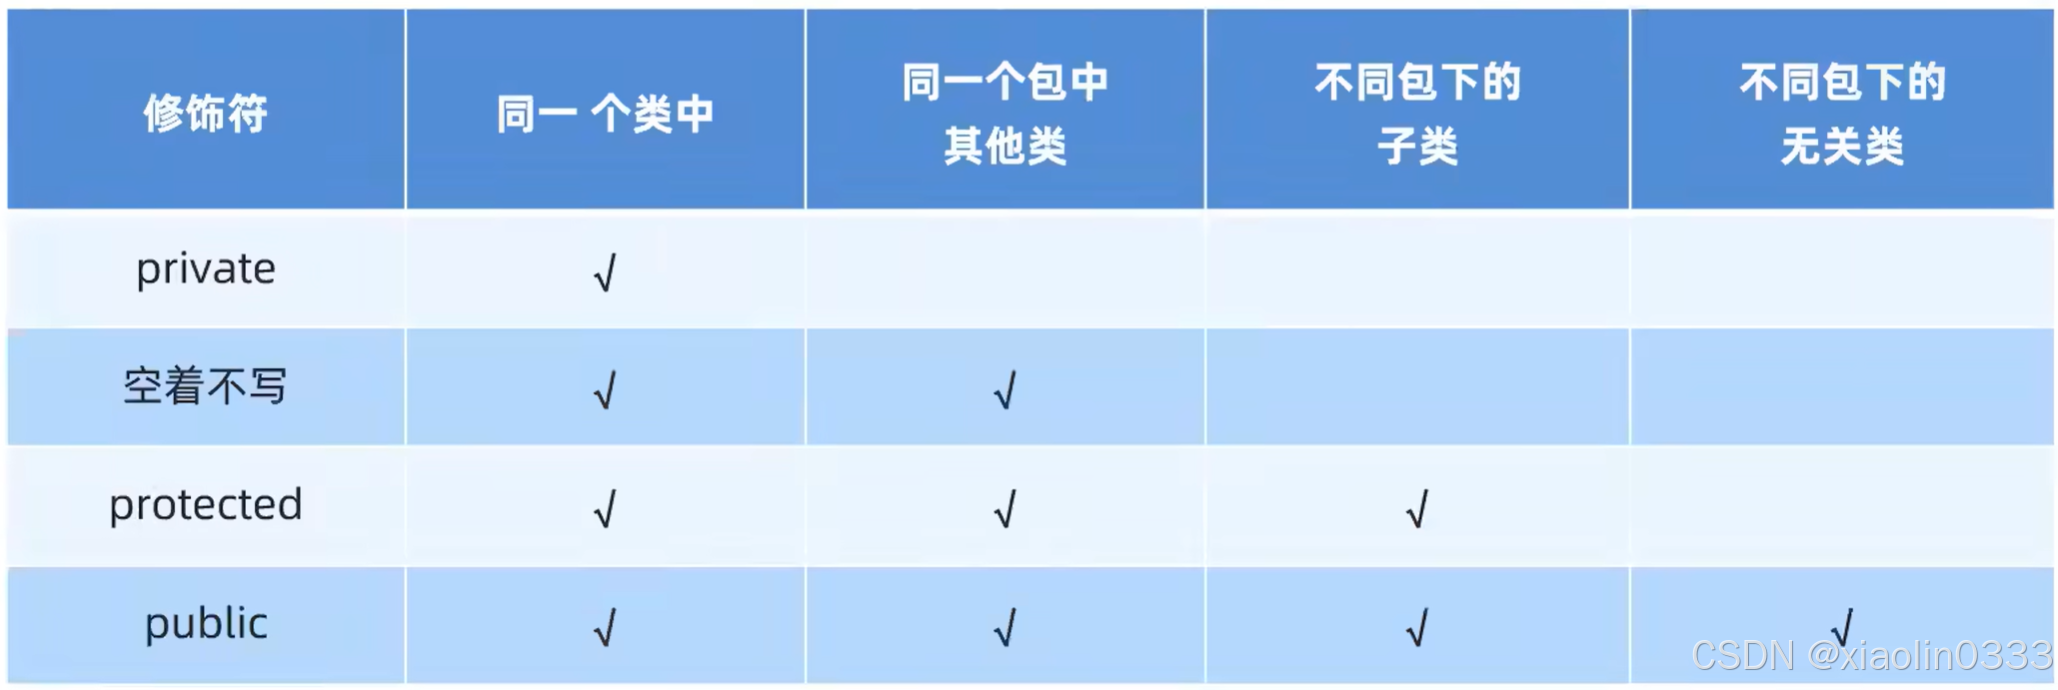 修饰符
同一 个类中
同一个包中
其他类
不同包下的
子类
不同包下的
无关类
private
√
空着不写
√ √
protected
√ √ √
public
√ √ √ √
CSDN @xiaolin0333